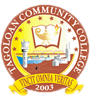 TAGOLOAN COMMUNITY COLLEGE
VINCIT OMNIA VERITAS
2003